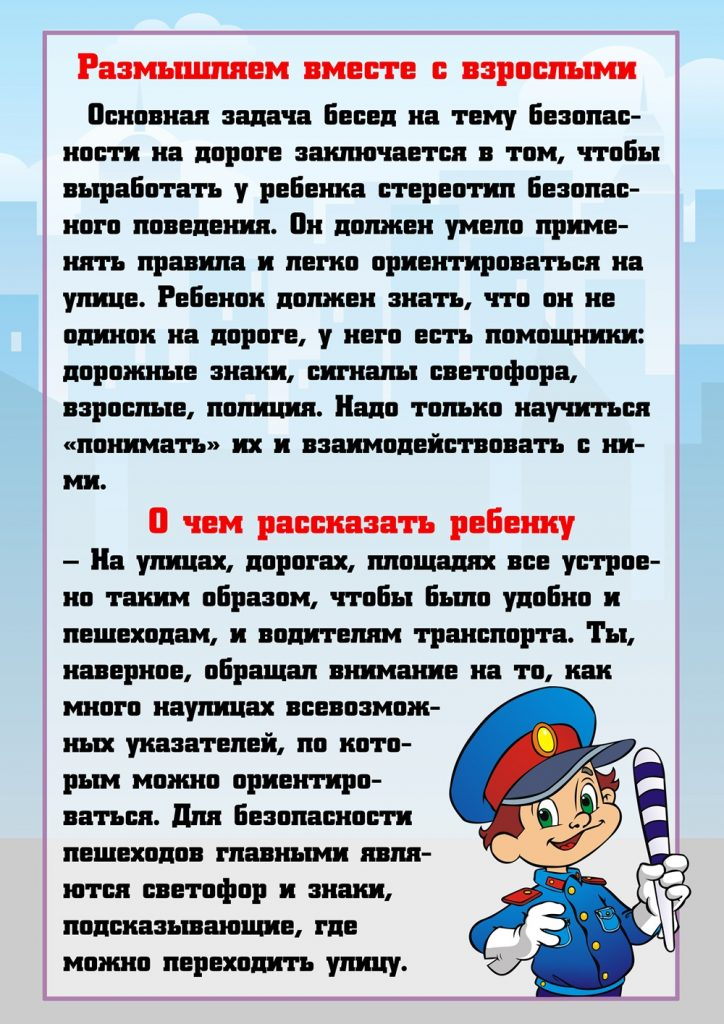 Размышляем вместе с взрослыми
Основная задача бесед на тему безопас-
ности на дороге заключается в том, чтобы
выработать у ребенка стереотип безопас-
ного поведения. Он должен умело приме-
нять правила и легко ориентироваться на
улице. Ребенок должен знать, что он не
одинок на дороге, у него есть помощники:
дорожные знаки, сигналы светофора,
взрослые, полиция. Надо только научиться
«понимать» их и взаимодействовать с ни-
ми.
О чем рассказать ребенку
– На улицах, дорогах, площадях все устрое-
но таким образом, чтобы было удобно и
пешеходам, и водителям транспорта. Ты,
наверное, обращал внимание на то, как
много наулицах всевозмож-
ных указателей, по кото-
рым можно ориентиро-
ваться. Для безопасности
пешеходов главными явля-
ются светофор и знаки,
подсказывающие, где
можно переходить улицу.